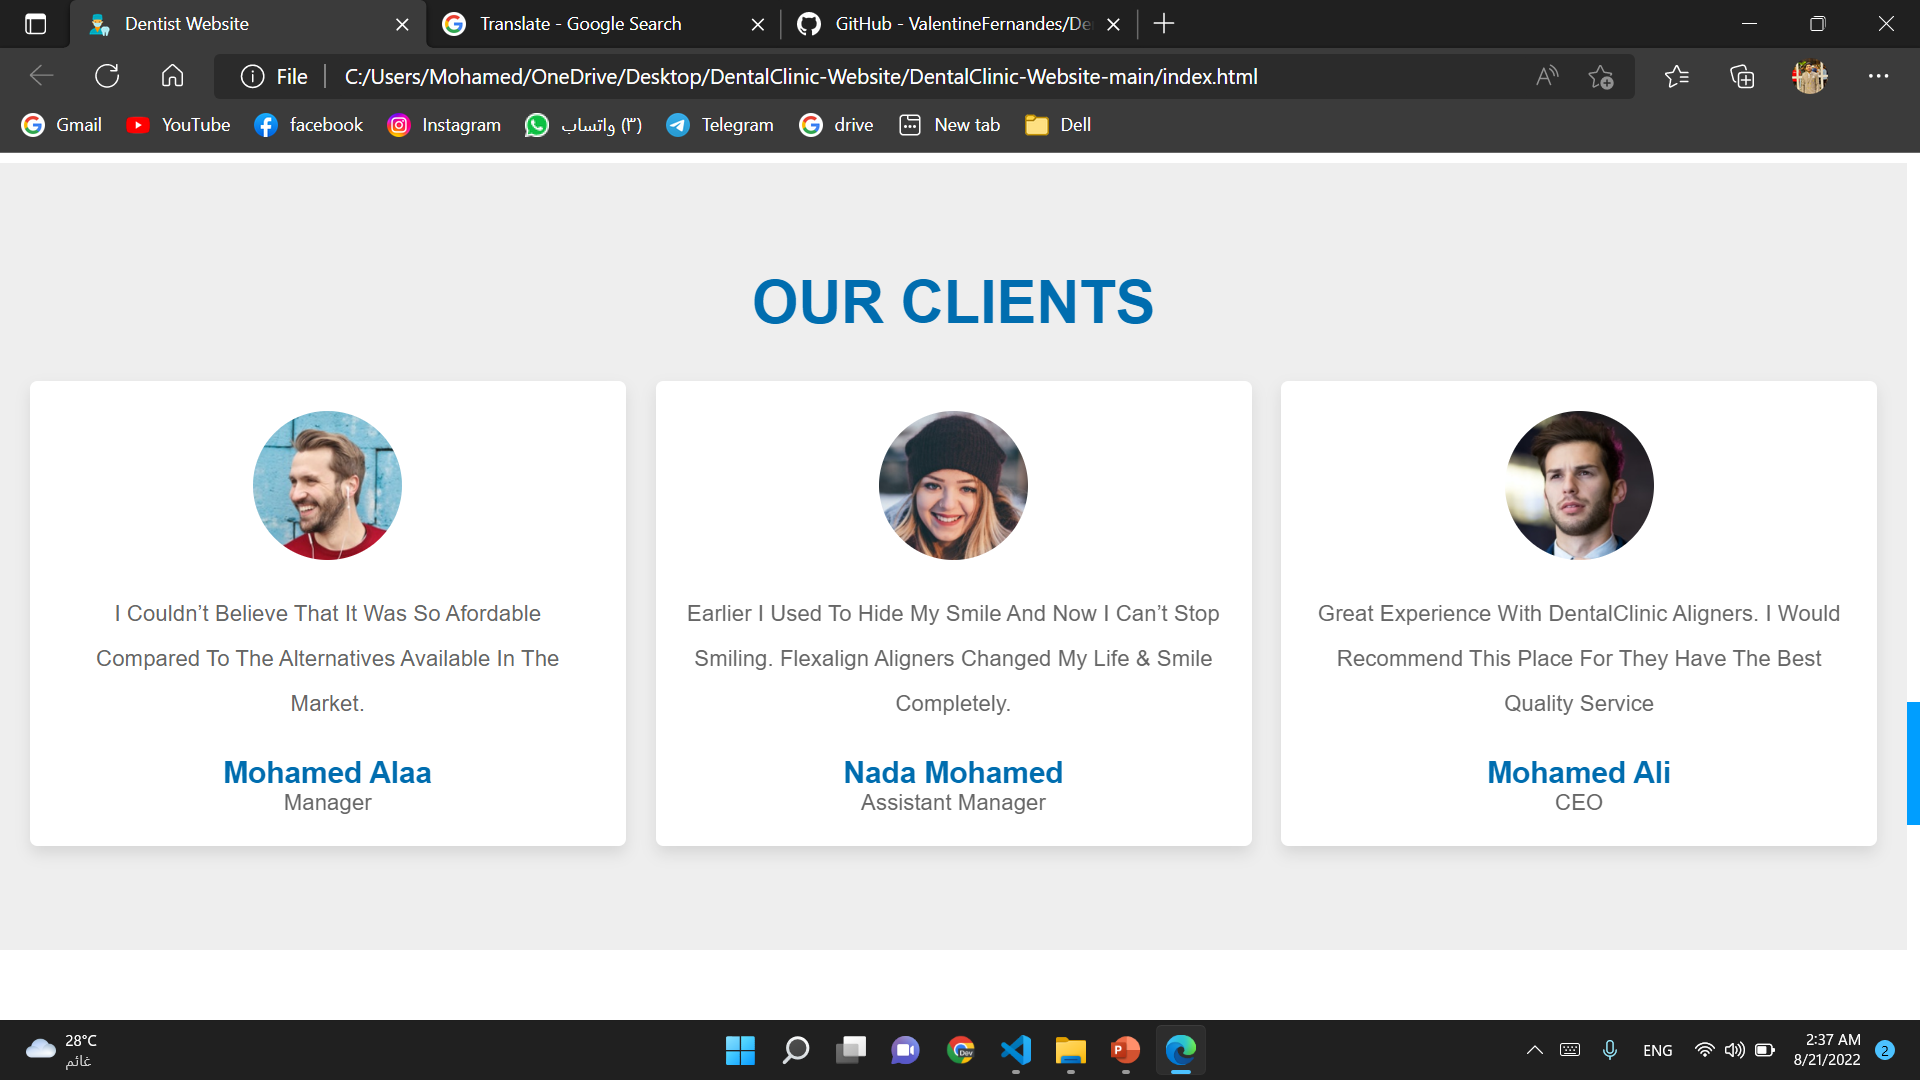 Dentist Website
Translate - Google Search
GitHub - ValentineFernandes/De
File
C:/Users/Mohamed/OneDrive/Desktop/DentalClinic-Website/DentalClinic-Website-main/index.html
Gmail
YouTube
facebook
Instagram
(٣) واتساب
Telegram
drive
New tab
Dell
OUR CLIENTS
I Couldn’t Believe That It Was So Afordable
Compared To The Alternatives Available In The
Market.
Mohamed Alaa
Manager
Earlier I Used To Hide My Smile And Now I Can’t Stop
Smiling. Flexalign Aligners Changed My Life & Smile
Completely.
Nada Mohamed
Assistant Manager
Great Experience With DentalClinic Aligners. I Would
Recommend This Place For They Have The Best
Quality Service
Mohamed Ali
CEO
28°C
غائم
Dev
P
ENG
2:37 AM
8/21/2022
2